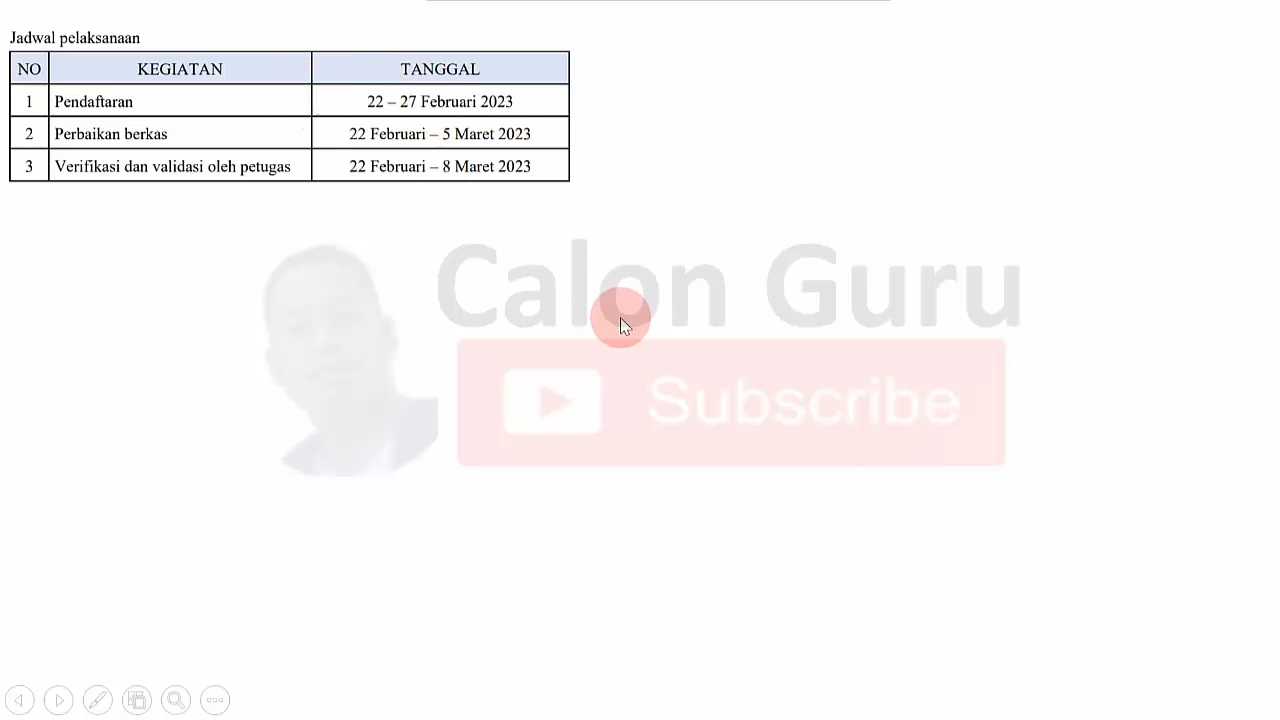 Jadwal pelaksanaan
NO KEGIATAN TANGGAL
1 Pendaftaran 22 – 27 Februari 2023
2 Perbaikan berkas 22 Februari – 5 Maret 2023
3 Verifikasi dan validasi oleh petugas 22 Februari – 8 Maret 2023
Calon Guru
Subscribe